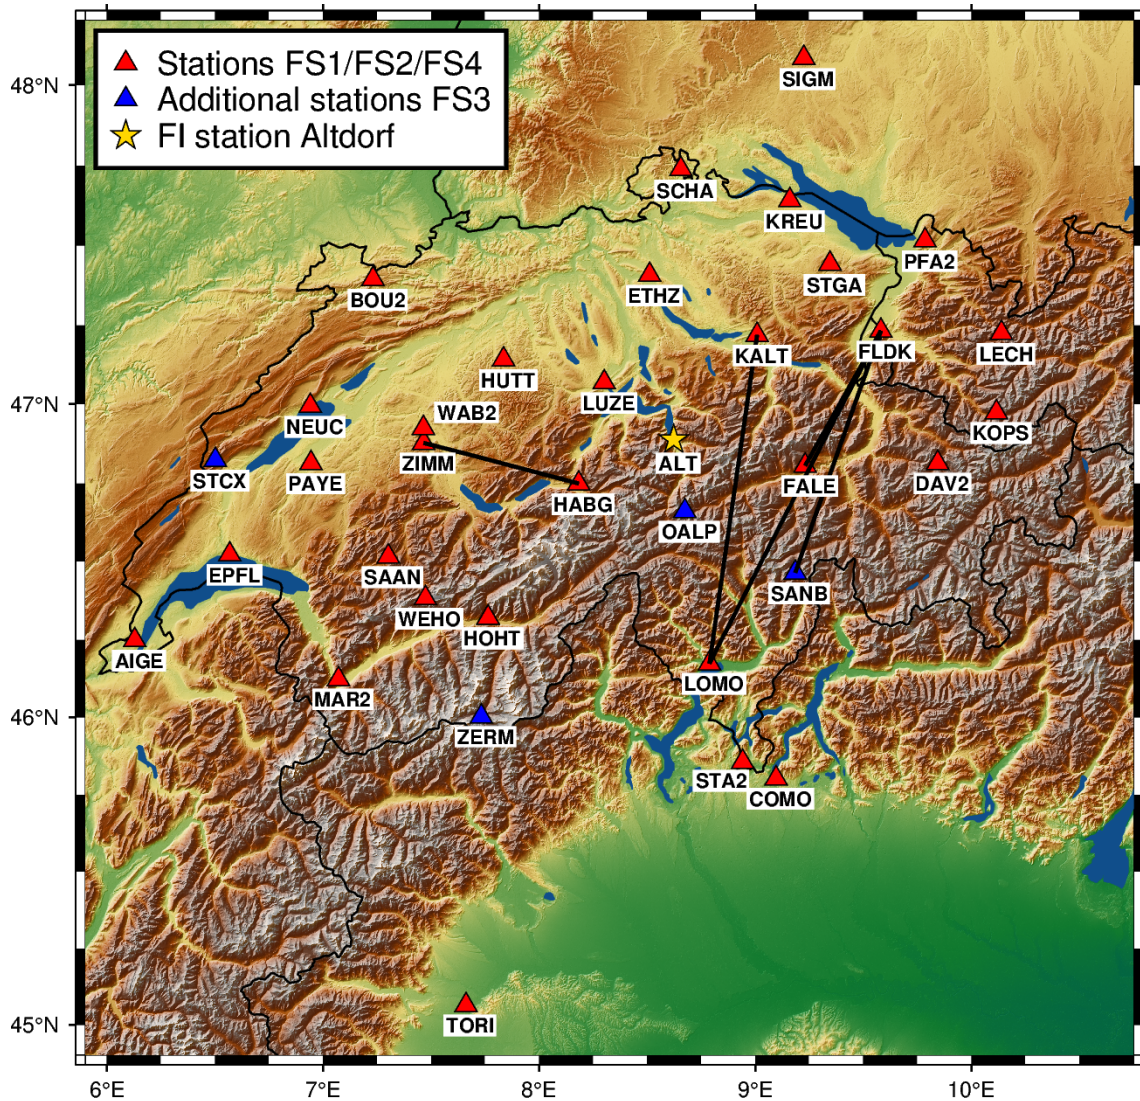 Stations FS1/FS2/FS4
Additional stations FS3
FI station Altdorf
48°N
47°N
46°N
45°N
SIGM
SCHA
KREU
PFA2
STGA
ETHZ
BOU2
KALT
FLDK
LECH
HUTT
LUZE
WAB2
NEUC
KOPS
ZIMM
ALT
STCX
PAYE
FALE
DAV2
HABG
OALP
EPFL
SAAN
SANB
WEHO
HOHT
AIGE
LOMO
MAR2
ZERM
STA2
COMO
TORI
6°E 7°E 8°E 9°E 10°E